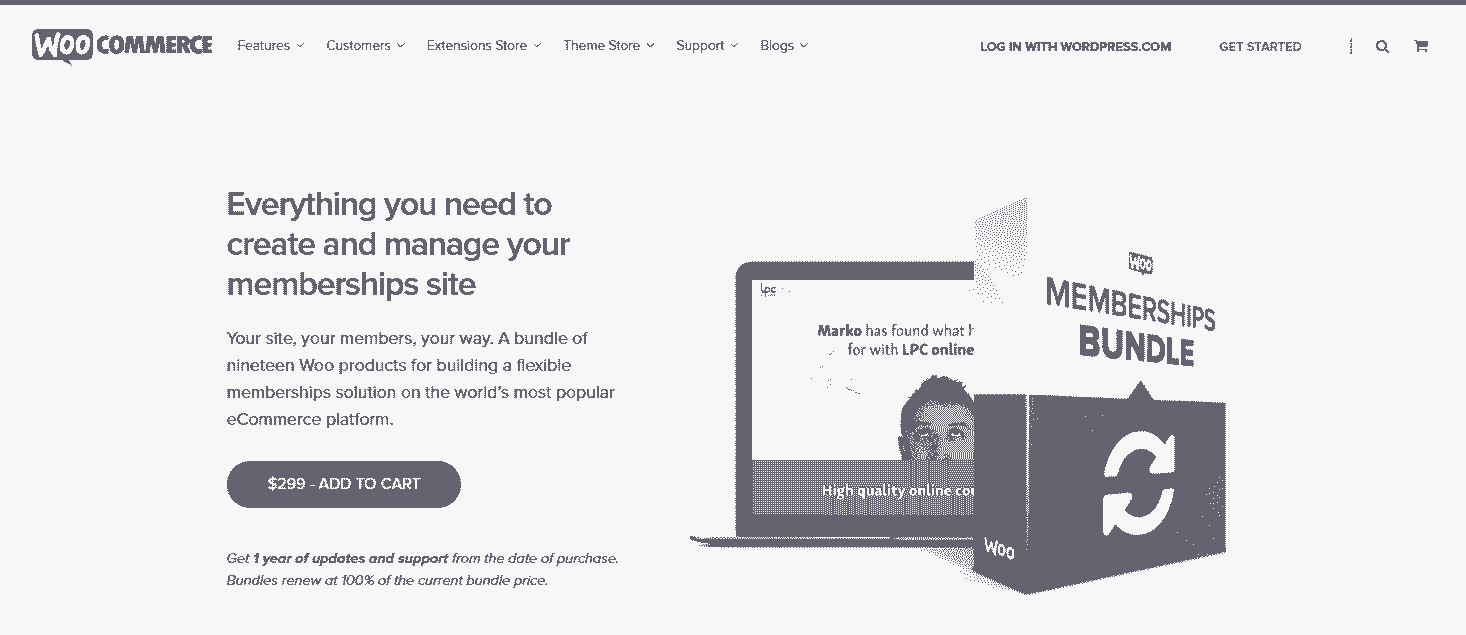 WOO COMMERCE
Features
Customers
Extensions Store
Theme Store
Support
Blogs
LOG IN WITH WORDPRESS.COM
GET STARTED
Everything you need to
create and manage your
memberships site
Your site, your members, your way. A bundle of
nineteen Woo products for building a flexible
memberships solution on the world's most popular
eCommerce platform.
$299 - ADD TO CART
Get 1 year of updates and support from the date of purchase.
Bundles renew at 100% of the current bundle price.
lpc
Marko has found what
for with LPC online
High quality online
Woo
MEMBERSHIPS
BUNDLE
Woo